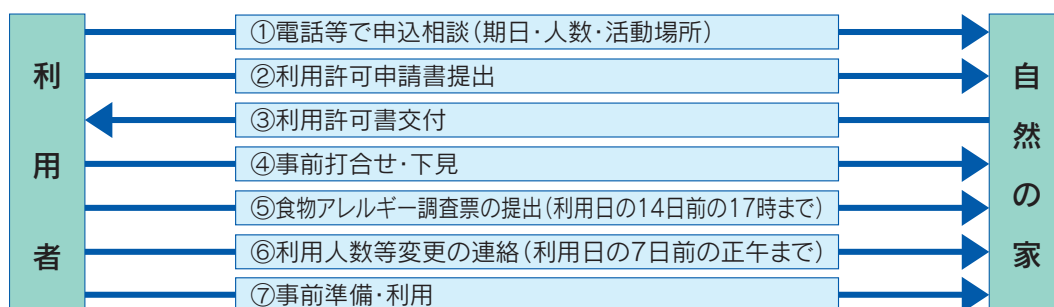 利用者
①電話等で申込相談(期日・人数・活動場所)
②利用許可申請書提出
③利用許可書交付
④事前打合せ・下見
⑤食物アレルギー調査票の提出(利用日の14日前の17時まで)
⑥利用人数等変更の連絡(利用日の7日前の正午まで)
⑦事前準備・利用
自然の家